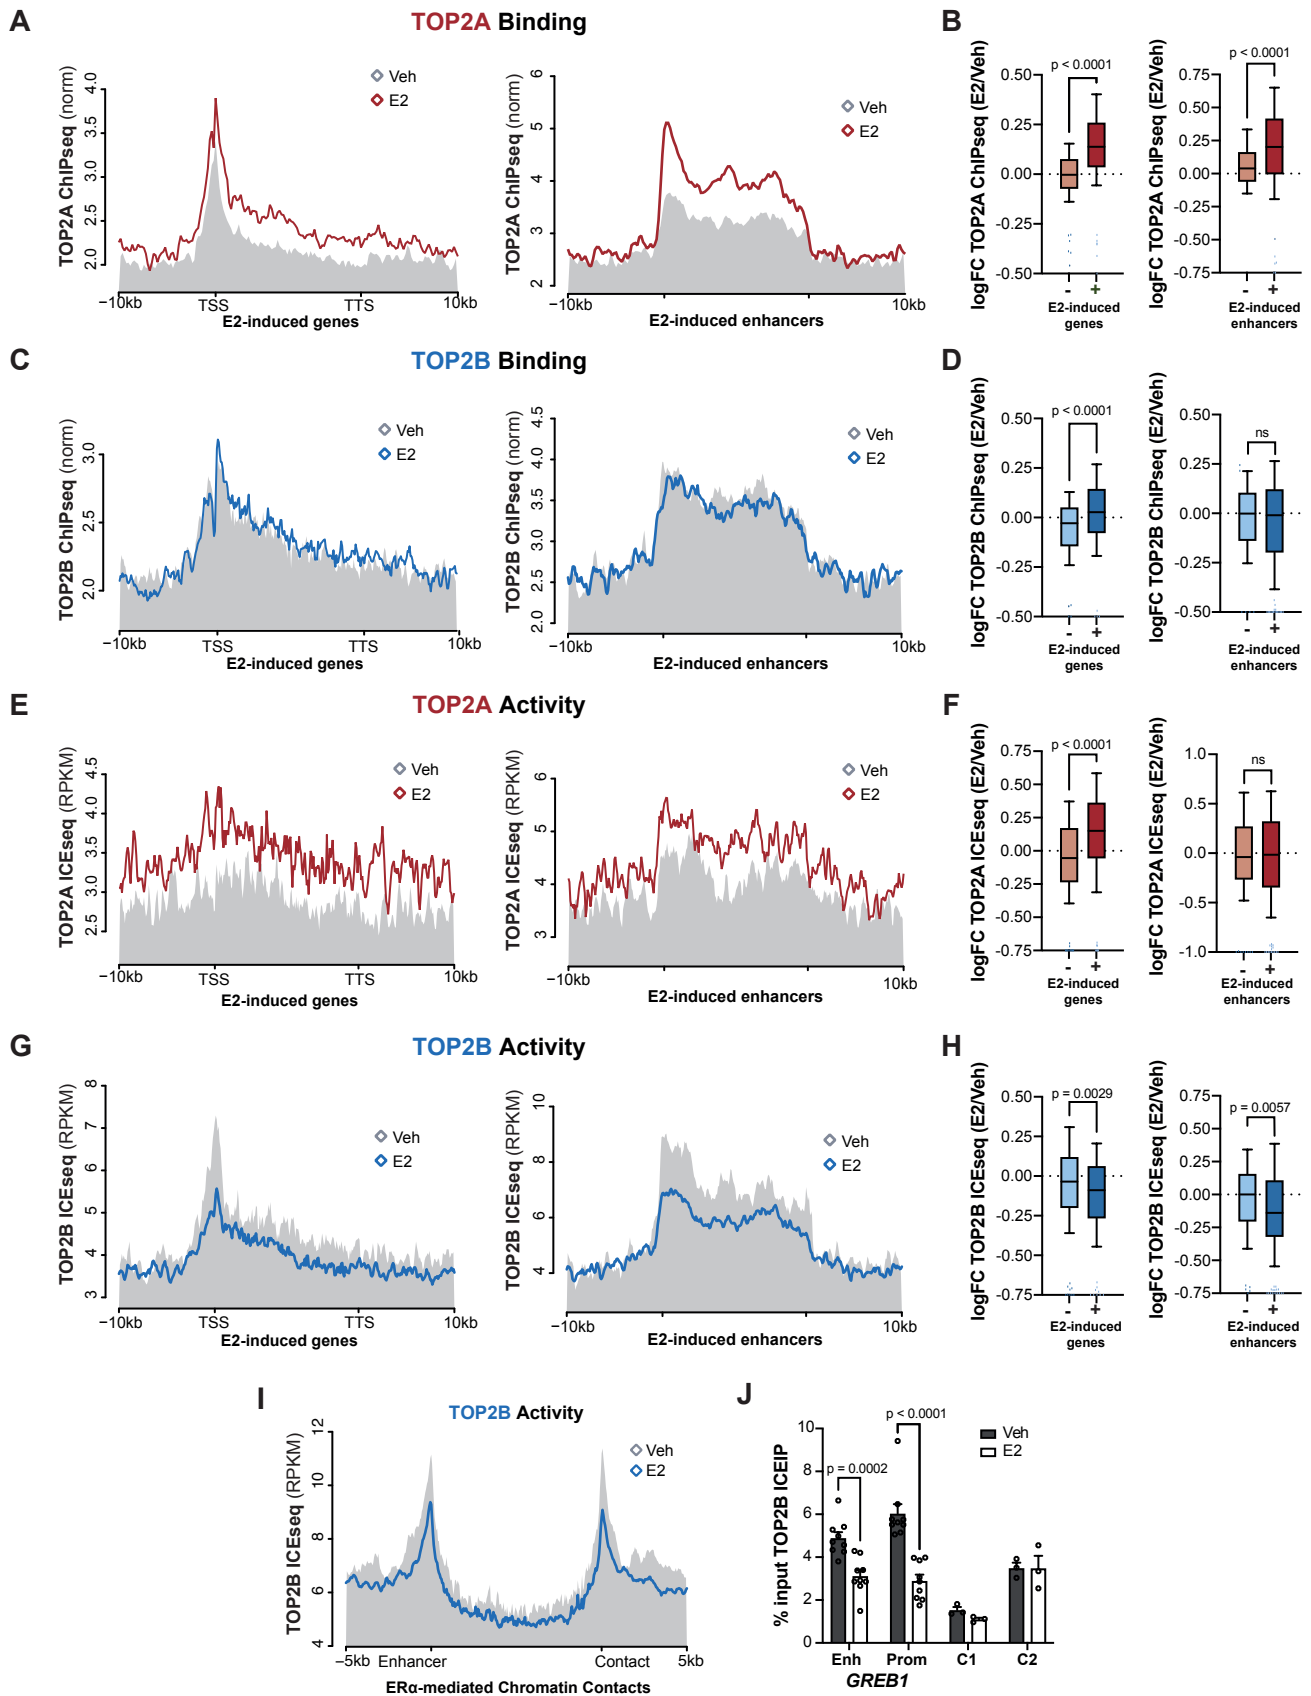 A
TOP2A Binding
B
TOP2A ChIPseq (norm)
4.0
3.5
3.0
2.5
2.0
Veh
E2
−10kb
TSS
TTS
10kb
E2-induced genes
TOP2A ChIPseq (norm)
6
5
4
3
2
Veh
E2
−10kb
10kb
E2-induced enhancers
logFC TOP2A ChIPseq (E2/Veh)
p < 0.0001
0.50
0.25
0.00
-0.25
-0.50
- +
E2-induced
genes
logFC TOP2A ChIPseq (E2/Veh)
p < 0.0001
0.75
0.50
0.25
0.00
-0.25
-0.50
-0.75
- +
E2-induced
enhancers
C
TOP2B Binding
D
TOP2B ChIPseq (norm)
3.0
2.5
2.0
Veh
E2
−10kb
TSS
TTS
10kb
E2-induced genes
TOP2B ChIPseq (norm)
4.5
4.0
3.5
3.0
2.5
2.0
Veh
E2
−10kb
10kb
E2-induced enhancers
logFC TOP2B ChIPseq (E2/Veh)
p < 0.0001
0.50
0.25
0.00
-0.25
-0.50
- +
E2-induced
genes
logFC TOP2B ChIPseq (E2/Veh)
ns
0.50
0.25
0.00
-0.25
-0.50
- +
E2-induced
enhancers
E
TOP2A Activity
F
TOP2A ICEseq (RPKM)
4.5
4.0
3.5
3.0
2.5
Veh
E2
−10kb
TSS
TTS
10kb
E2-induced genes
TOP2A ICEseq (RPKM)
6
5
4
3
Veh
E2
−10kb
10kb
E2-induced enhancers
logFC TOP2A ICEseq (E2/Veh)
p < 0.0001
0.75
0.50
0.25
0.00
-0.25
-0.50
-0.75
- +
E2-induced
genes
logFC TOP2A ICEseq (E2/Veh)
ns
1.0
0.5
0.0
-0.5
-1.0
- +
E2-induced
enhancers
G
TOP2B Activity
H
TOP2B ICEseq (RPKM)
8
7
6
5
4
3
Veh
E2
−10kb
TSS
TTS
10kb
E2-induced genes
TOP2B ICEseq (RPKM)
10
8
6
4
Veh
E2
−10kb
10kb
E2-induced enhancers
logFC TOP2B ICEseq (E2/Veh)
p = 0.0029
0.50
0.25
0.00
-0.25
-0.50
-0.75
- +
E2-induced
genes
logFC TOP2B ICEseq (E2/Veh)
p = 0.0057
0.75
0.50
0.25
0.00
-0.25
-0.50
-0.75
- +
E2-induced
enhancers
I
TOP2B Activity
TOP2B ICEseq (RPKM)
12
10
8
6
4
Veh
E2
−5kb
Enhancer
Contact
5kb
ERα-mediated Chromatin Contacts
J
% input TOP2B ICEIP
10
8
6
4
2
0
p = 0.0002
p < 0.0001
Veh
E2
Enh
Prom
C1
C2
GREB1